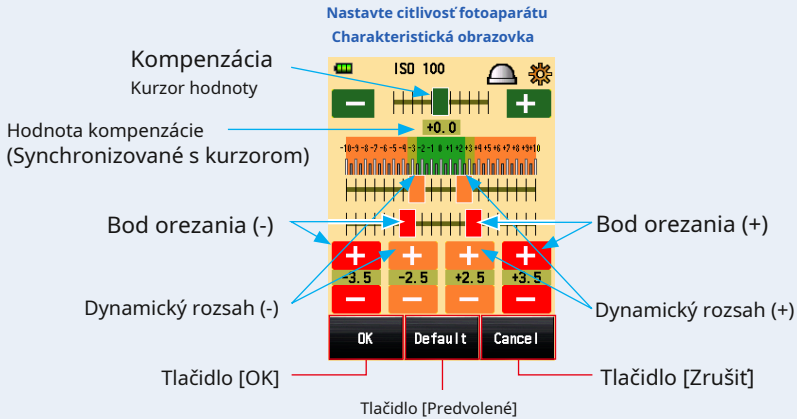 Nastavte citlivosť fotoaparátu
Charakteristická obrazovka
Kompenzácia
Kurzor hodnoty
ISO 100
Hodnota kompenzácie
(Synchronizované s kurzorom)
+0.0
-10-9-8-7-6-5-4-3-2-1 0 +1+2+3+4+5+6+7+8+9+10
Bod orezania (-)
Bod orezania (+)
-3.5 -2.5 +2.5 +3.5
Dynamický rozsah (-)
Dynamický rozsah (+)
OK Default Cancel
Tlačidlo [OK]
Tlačidlo [Zrušiť]
Tlačidlo [Predvolené]